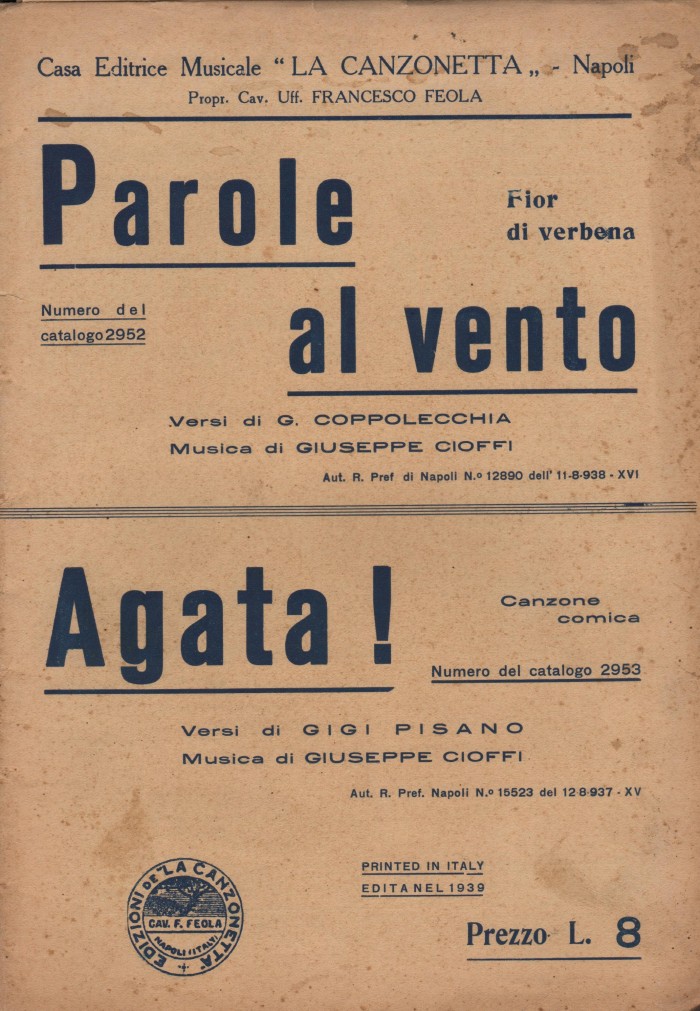 Casa Editrice Musicale “LA CANZONETTA„ - Napoli
Propr. Cav. Uff. FRANCESCO FEOLA
Parole
Fior
di verbena
Numero del
catalogo 2952
al vento
Versi di G. COPPOLECCHIA
Musica di GIUSEPPE CIOFFI
Aut. R. Pref di Napoli N.o 12890 dell' 11-8-938 - XVI
Agata !
Canzone
comica
Numero del catalogo 2953
Versi di GIGI PISANO
Musica di GIUSEPPE CIOFFI
Aut. R. Pref. Napoli N.o 15523 del 12-8-937 - XV
PRINTED IN ITALY
EDITA NEL 1939
EDIZIONI DE "LA CANZONETTA"
CAV. F. FEOLA
NAPOLI (ITALY)
Prezzo L. 8